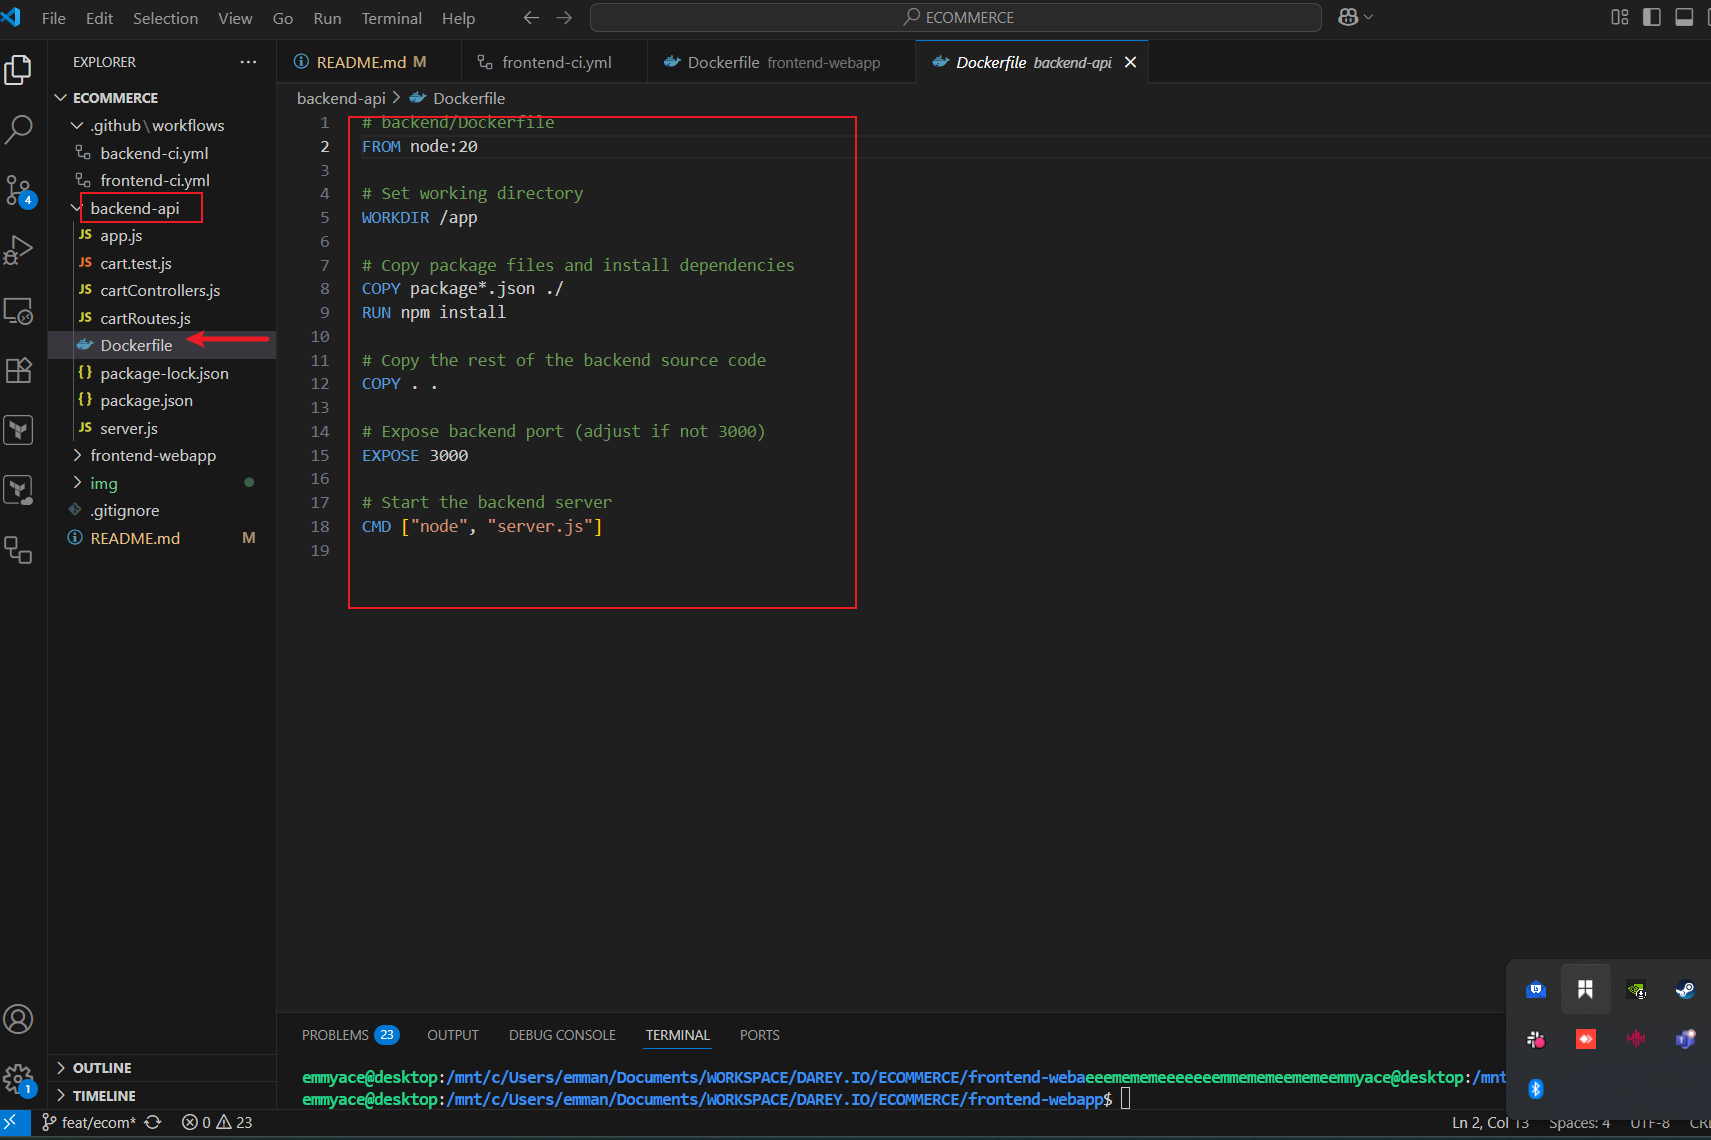 File Edit Selection View Go Run Terminal Help
ECOMMERCE
EXPLORER
ECOMMERCE
.github\workflows
backend-ci.yml
frontend-ci.yml
backend-api
JS app.js
JS cart.test.js
JS cartControllers.js
JS cartRoutes.js
Dockerfile
{} package-lock.json
{} package.json
JS server.js
frontend-webapp
img
.gitignore
README.md M
OUTLINE
TIMELINE
4
1
README.md M
frontend-ci.yml
Dockerfile frontend-webapp
Dockerfile backend-api
backend-api > Dockerfile
1 # backend/Dockerfile
2 FROM node:20
3
4 # Set working directory
5 WORKDIR /app
6
7 # Copy package files and install dependencies
8 COPY package*.json ./
9 RUN npm install
10
11 # Copy the rest of the backend source code
12 COPY . .
13
14 # Expose backend port (adjust if not 3000)
15 EXPOSE 3000
16
17 # Start the backend server
18 CMD ["node", "server.js"]
19
PROBLEMS 23 OUTPUT DEBUG CONSOLE TERMINAL PORTS
emmyace@desktop:/mnt/c/Users/emman/Documents/WORKSPACE/DAREY.IO/ECOMMERCE/frontend-webaeeemememeeeeeeemmememeememeemmyace@desktop:/mnt
emmyace@desktop:/mnt/c/Users/emman/Documents/WORKSPACE/DAREY.IO/ECOMMERCE/frontend-webapp$
feat/ecom* 0 23
Ln 2, Col 13 Spaces: 4 UTF-8